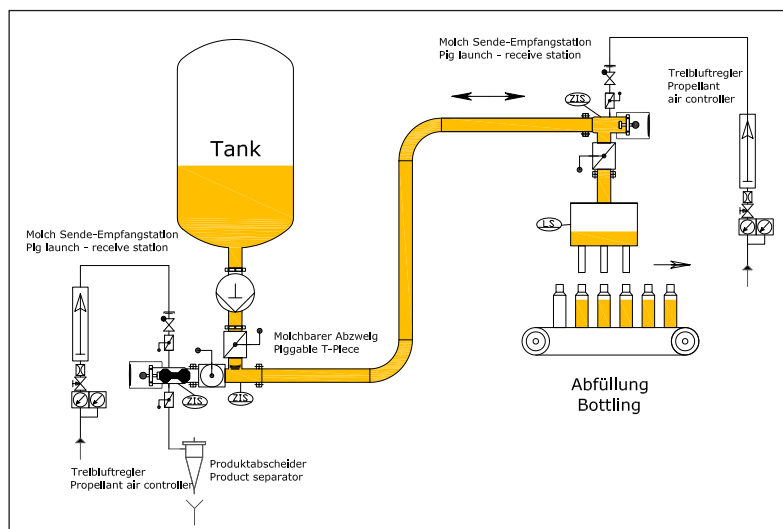 Molch Sende-Empfangstation
Pig launch - receive station
Treibluftregler
Propellant
air controller
ZIS
Tank
LS
Molch Sende-Empfangstation
Pig launch - receive station
Molchbarer Abzweig
Piggable T-Piece
ZIS
ZIS
Abfüllung
Bottling
Treibluftregler
Propellant air controller
Produktabscheider
Product separator